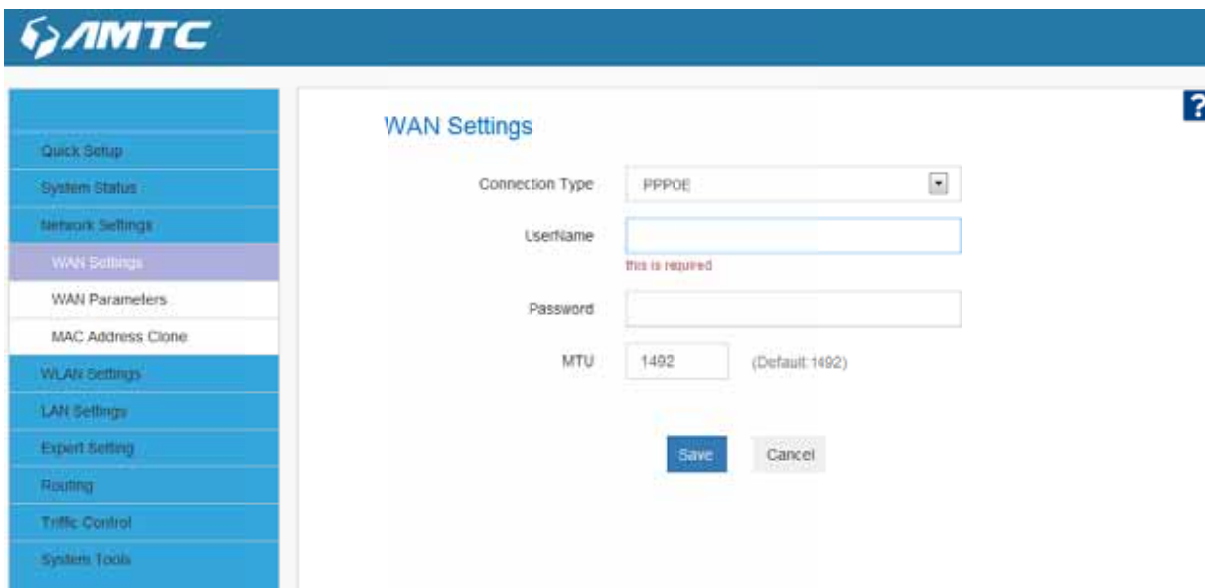 AMTC
?
Quick Setup
System Status
Network Settings
WAN Settings
WAN Parameters
MAC Address Clone
WLAN Settings
LAN Settings
Expert Setting
Routing
Triffic Control
System Tools
WAN Settings
Connection Type PPPOE
UserName
this is required
Password
MTU 1492 (Default:1492)
Save Cancel